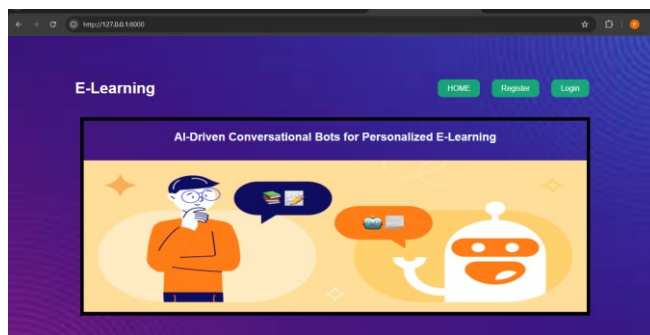 http://127.0.0.1:8000
E-Learning
HOME
Register
Login
AI-Driven Conversational Bots for Personalized E-Learning